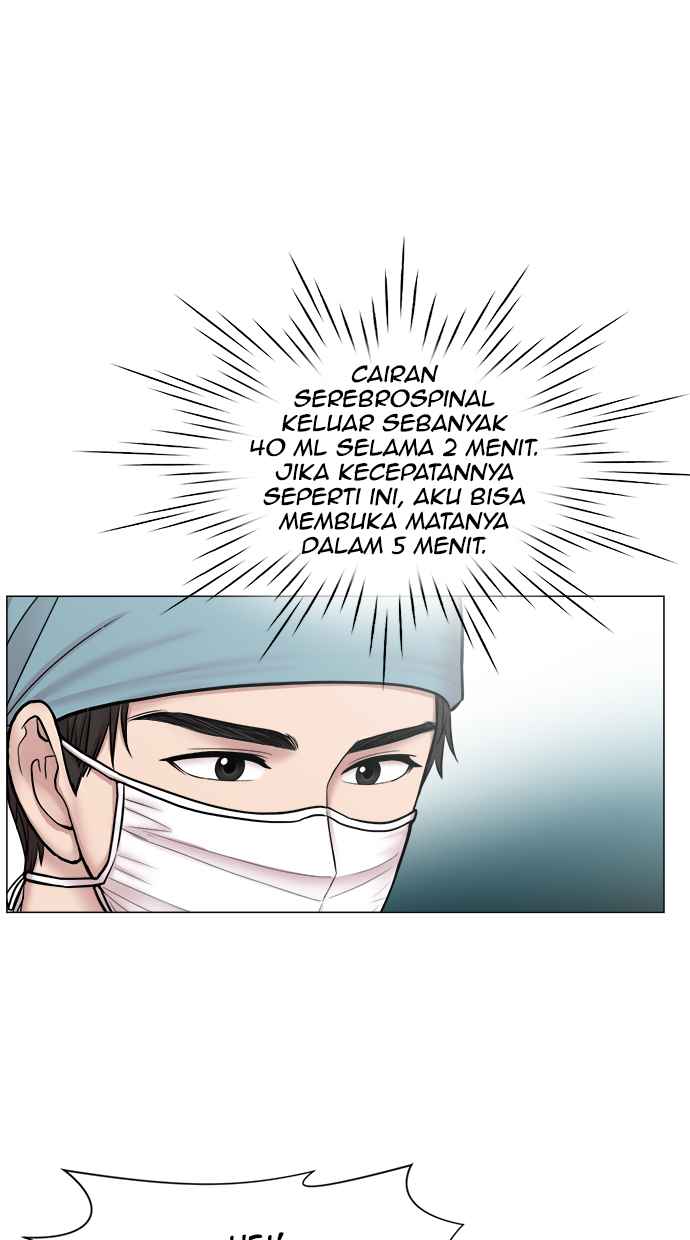 CAIRAN
SEREBROSPINAL
KELUAR SEBANYAK
40 ML SELAMA 2 MENIT.
JIKA KECEPATANNYA
SEPERTI INI, AKU BISA
MEMBUKA MATANYA
DALAM 5 MENIT.